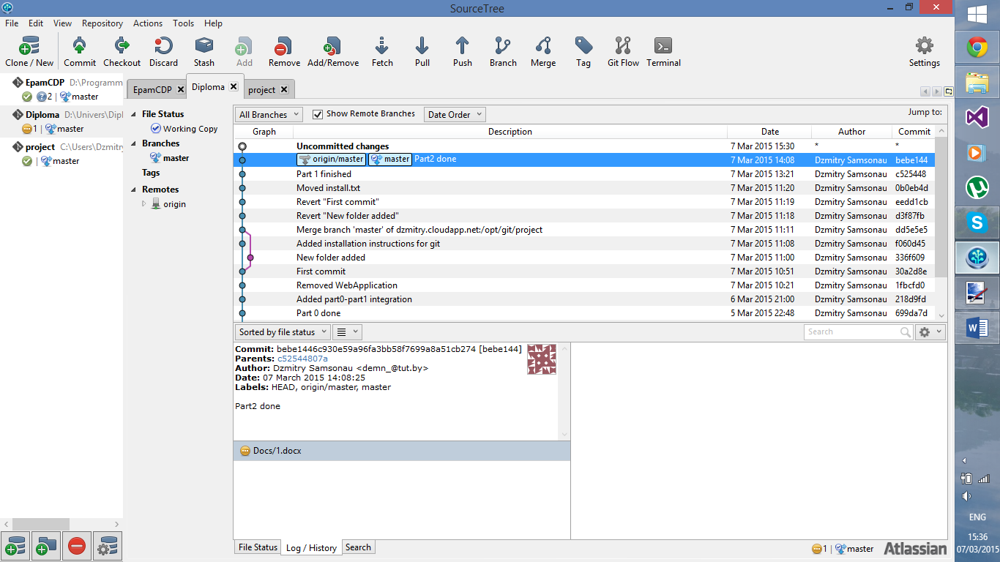 SourceTree
File Edit View Repository Actions Tools Help
Clone / New Commit Checkout Discard Stash Add Remove Add/Remove Fetch Pull Push Branch Merge Tag Git Flow Terminal Settings
EpamCDP D:\Programm
2 | master
Diploma D:\Univers\Dipl
1 | master
project C:\Users\Dzmitry
| master
EpamCDP Diploma project
File Status
Working Copy
Branches
master
Tags
Remotes
origin
All Branches Show Remote Branches Date Order Jump to:
Graph Description Date Author Commit
Uncommitted changes 7 Mar 2015 15:30 * *
origin/master master Part2 done 7 Mar 2015 14:08 Dzmitry Samsonau bebe144
Part 1 finished 7 Mar 2015 13:21 Dzmitry Samsonau c525448
Moved install.txt 7 Mar 2015 11:20 Dzmitry Samsonau 0b0eb4d
Revert "First commit" 7 Mar 2015 11:19 Dzmitry Samsonau eedd1cb
Revert "New folder added" 7 Mar 2015 11:18 Dzmitry Samsonau d3f87fb
Merge branch 'master' of dzmitry.cloudapp.net:/opt/git/project 7 Mar 2015 11:11 Dzmitry Samsonau dd5e5e5
Added installation instructions for git 7 Mar 2015 11:08 Dzmitry Samsonau f060d45
New folder added 7 Mar 2015 11:00 Dzmitry Samsonau 336f609
First commit 7 Mar 2015 10:51 Dzmitry Samsonau 30a2d8e
Removed WebApplication 7 Mar 2015 10:21 Dzmitry Samsonau 1fbcfd0
Added part0-part1 integration 6 Mar 2015 21:00 Dzmitry Samsonau 218d9fd
Part 0 done 5 Mar 2015 22:48 Dzmitry Samsonau 699da7d
Sorted by file status Search
Commit: bebe1446c930e59a96fa3bb58f7699a8a51cb274 [bebe144]
Parents: c52544807a
Author: Dzmitry Samsonau <demn_@tut.by>
Date: 07 March 2015 14:08:25
Labels: HEAD, origin/master, master
Part2 done
Docs/1.docx
File Status Log / History Search
1 | master Atlassian
ENG
15:36
07/03/2015